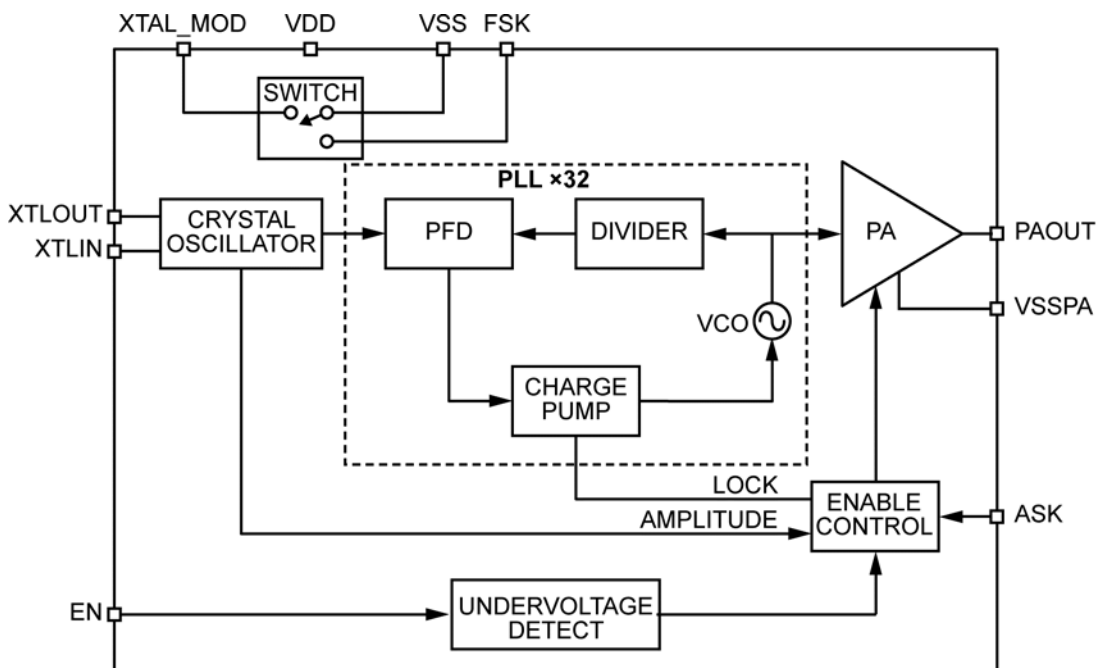 XTAL_MOD VDD VSS FSK
SWITCH
PLL ×32
XTLOUT
CRYSTAL
OSCILLATOR
XTLIN
PFD
DIVIDER
PA
PAOUT
VSSPA
VCO
CHARGE
PUMP
LOCK
AMPLITUDE
ENABLE
CONTROL
ASK
EN
UNDERVOLTAGE
DETECT